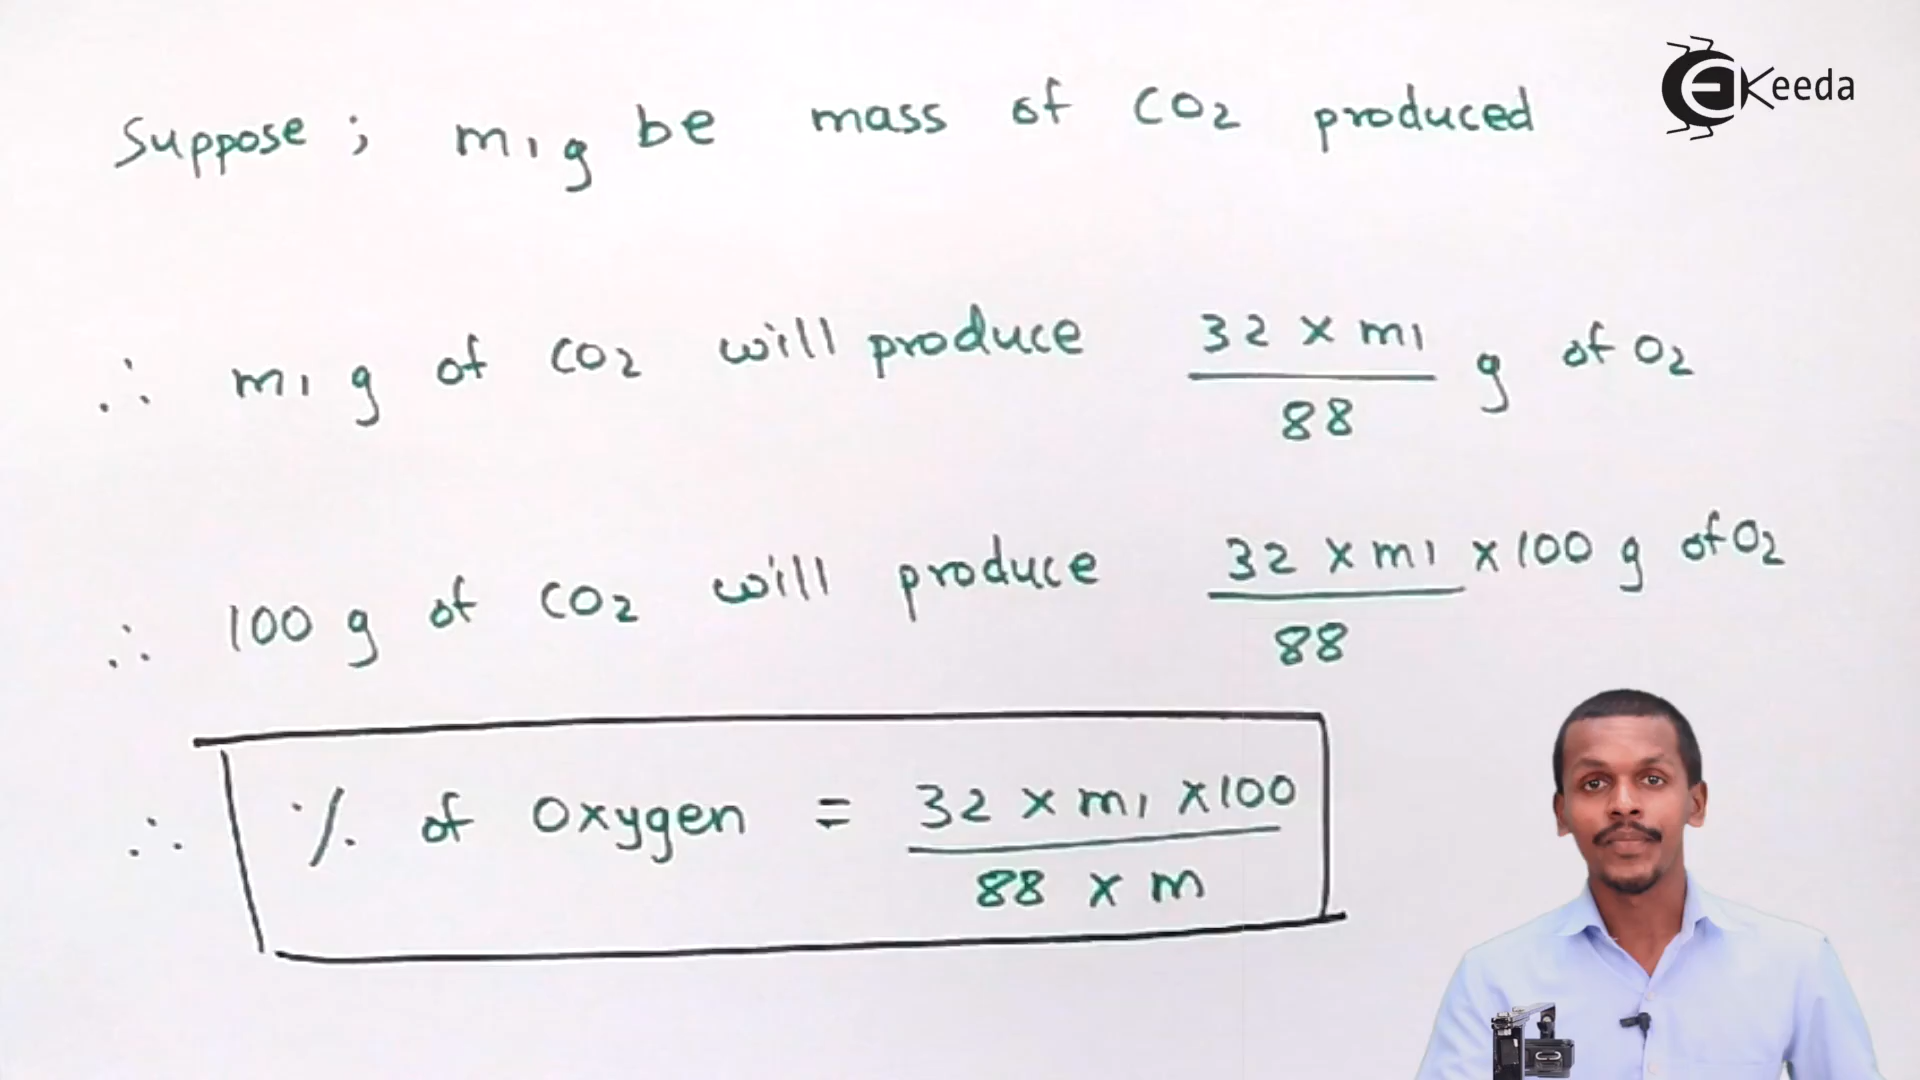 EKeeda
Suppose ; m1 g be mass of CO2 produced
∴ m1 g of CO2 will produce 32 × m1 / 88 g of O2
∴ 100 g of CO2 will produce 32 × m1 / 88 × 100 g of O2
∴ % of Oxygen = 32 × m1 × 100 / 88 × m